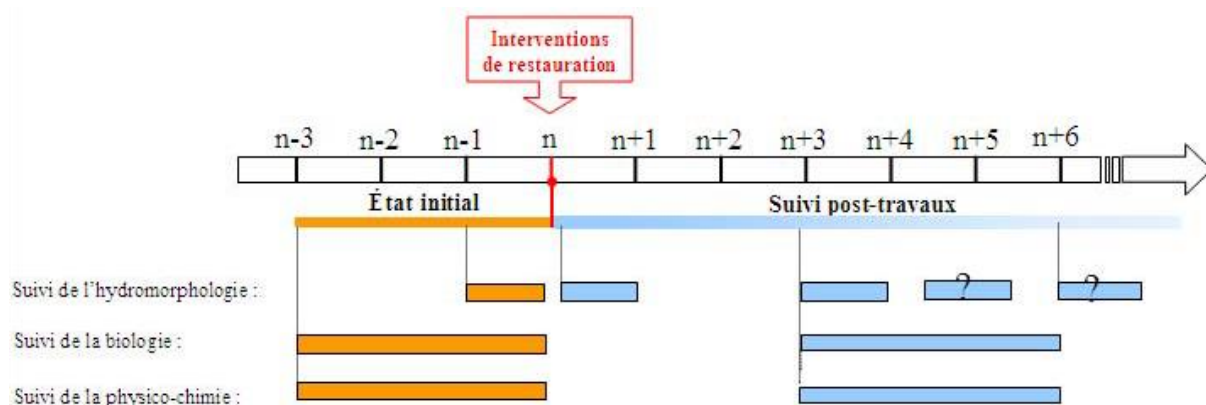 Interventions
de restauration
n-3 n-2 n-1 n n+1 n+2 n+3 n+4 n+5 n+6
État initial Suivi post-travaux
Suivi de l'hydromorphologie : ? ?
Suivi de la biologie :
Suivi de la physico-chimie :